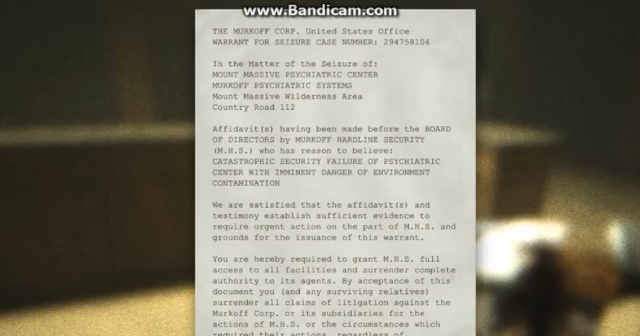 www.Bandicam.com
THE MURKOFF CORP. United States Office
WARRANT FOR SEIZURE CASE NUMBER: 294758104
In the Matter of the Seizure of:
MOUNT MASSIVE PSYCHIATRIC CENTER
MURKOFF PSYCHIATRIC SYSTEMS
Mount Massive Wilderness Area
Country Road 112
Affidavit(s) having been made before the BOARD
OF DIRECTORS by MURKOFF HARDLINE SECURITY
(M.H.S.) who has reason to believe:
CATASTROPHIC SECURITY FAILURE OF PSYCHIATRIC
CENTER WITH IMMINENT DANGER OF ENVIRONMENT
CONTAMINATION
We are satisfied that the affidavit(s) and
testimony establish sufficient evidence to
require urgent action on the part of M.H.S. and
grounds for the issuance of this warrant.
You are hereby required to grant M.H.S. full
access to all facilities and surrender complete
authority to its agents. By acceptance of this
document you (and any surviving relatives)
surrender all claims of litigation against the
Murkoff Corp. or its subsidiaries for the
actions of M.H.S. or the circumstances which
required their actions, regardless of